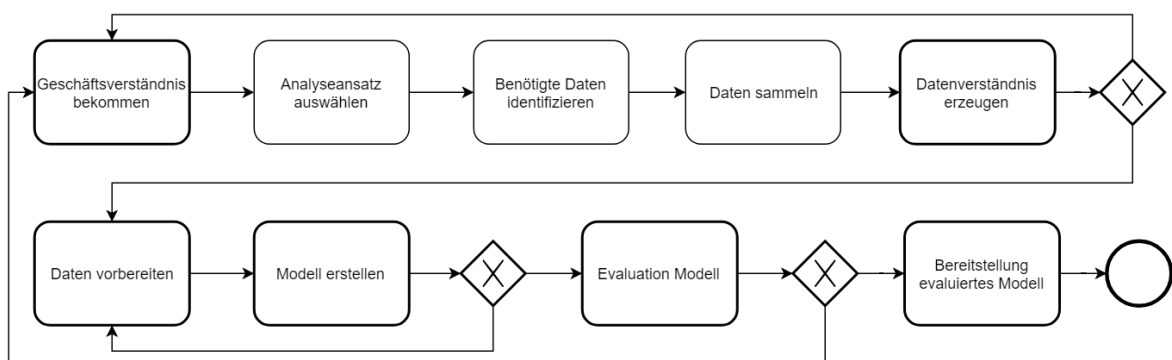 Geschäftsverständnis
bekommen
Analyseansatz
auswählen
Benötigte Daten
identifizieren
Daten sammeln
Datenverständnis
erzeugen
Daten vorbereiten
Modell erstellen
Evaluation Modell
Bereitstellung
evaluiertes Modell